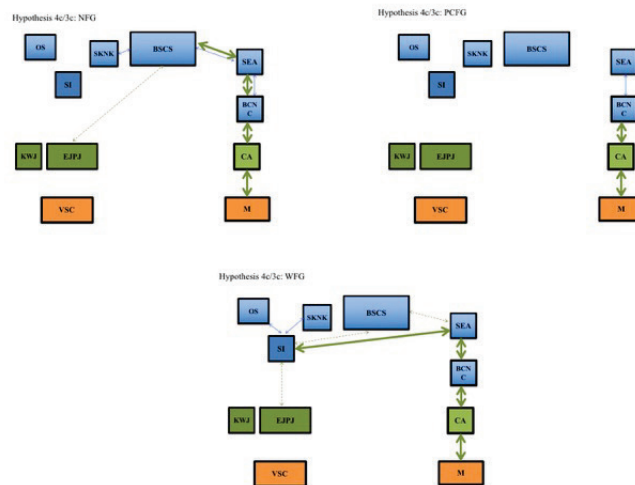 Hypothesis 4c/3c: NFG
OS
SKNK
BSCS
SEA
SI
BCN
C
KWJ
EJPJ
CA
VSC
M
Hypothesis 4c/3c: PCFG
OS
SKNK
BSCS
SEA
SI
BCN
C
KWJ
EJPJ
CA
VSC
M
Hypothesis 4c/3c: WFG
OS
SKNK
BSCS
SEA
SI
BCN
C
KWJ
EJPJ
CA
VSC
M